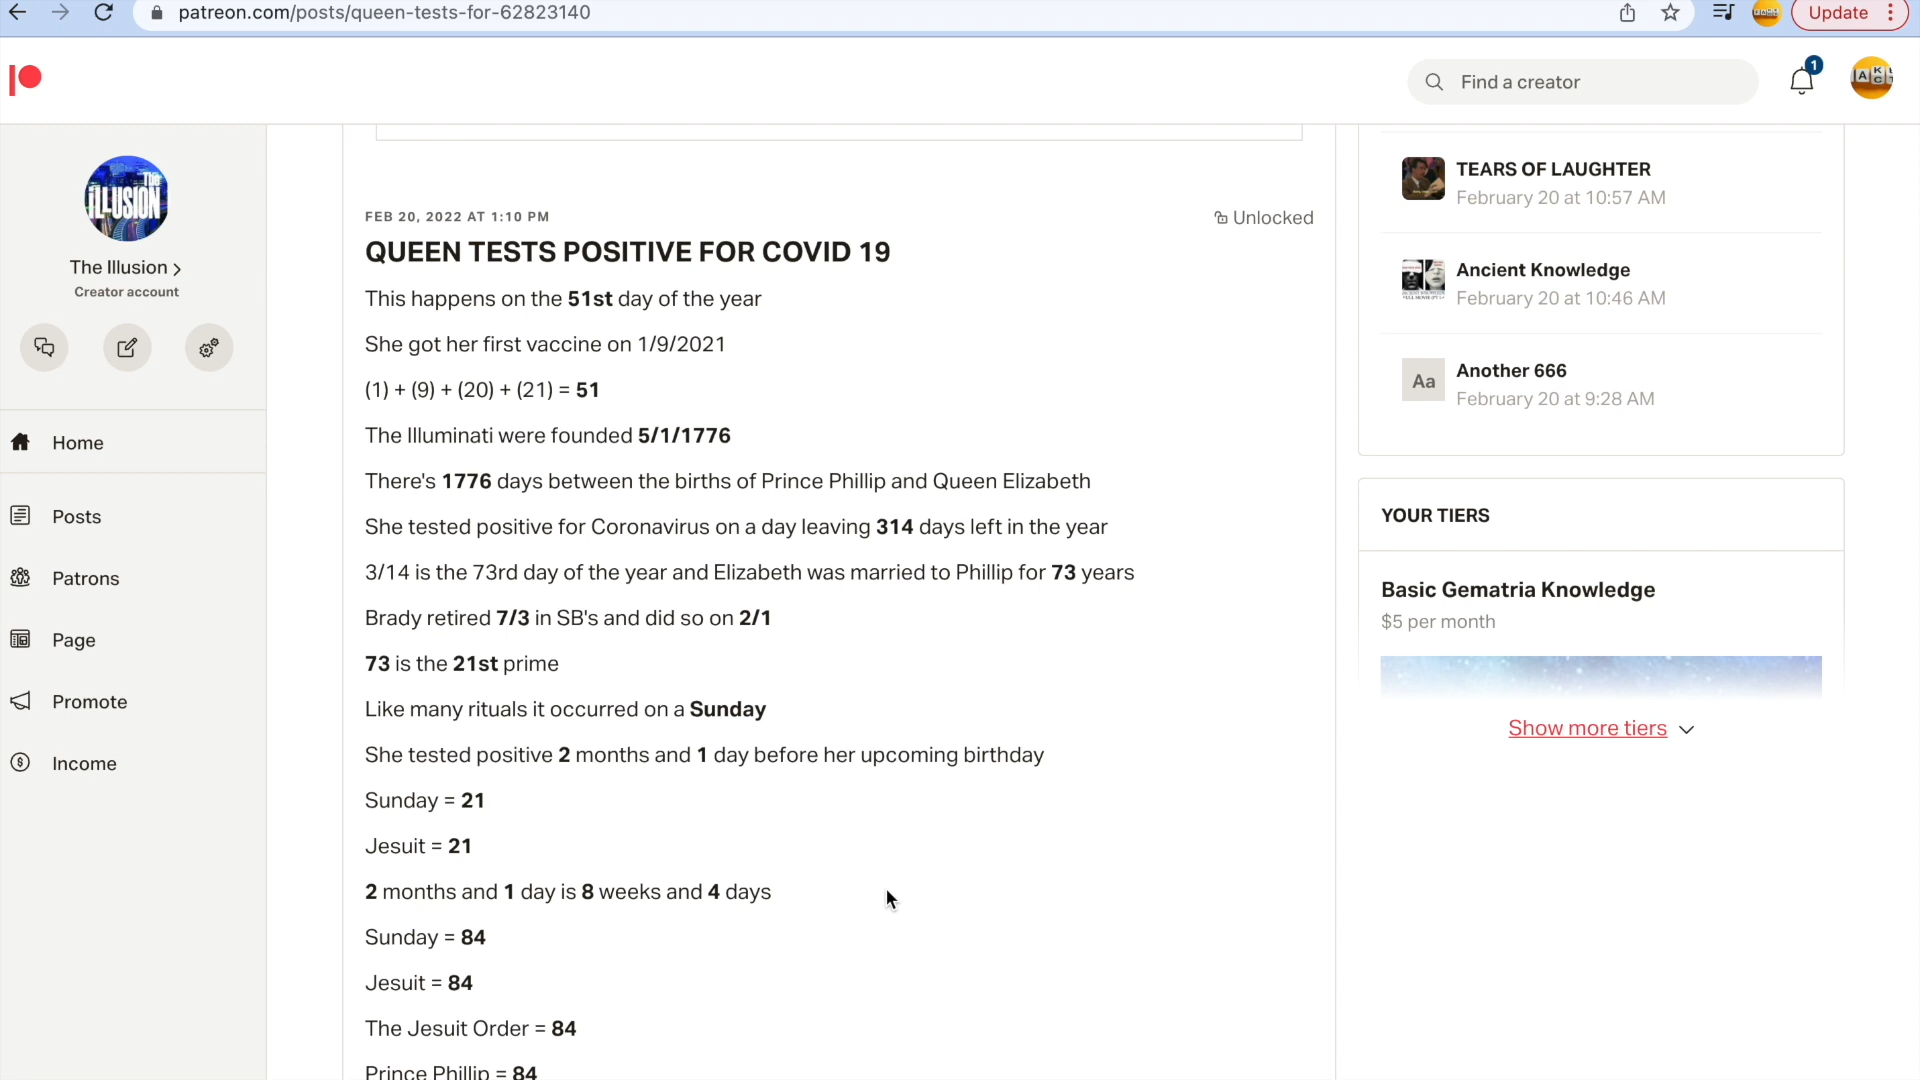 patreon.com/posts/queen-tests-for-62823140
Update
Find a creator
1
THE ILLUSION
The Illusion
Creator account
Home
Posts
Patrons
Page
Promote
Income
FEB 20, 2022 AT 1:10 PM
Unlocked
QUEEN TESTS POSITIVE FOR COVID 19
This happens on the 51st day of the year
She got her first vaccine on 1/9/2021
(1) + (9) + (20) + (21) = 51
The Illuminati were founded 5/1/1776
There's 1776 days between the births of Prince Phillip and Queen Elizabeth
She tested positive for Coronavirus on a day leaving 314 days left in the year
3/14 is the 73rd day of the year and Elizabeth was married to Phillip for 73 years
Brady retired 7/3 in SB's and did so on 2/1
73 is the 21st prime
Like many rituals it occurred on a Sunday
She tested positive 2 months and 1 day before her upcoming birthday
Sunday = 21
Jesuit = 21
2 months and 1 day is 8 weeks and 4 days
Sunday = 84
Jesuit = 84
The Jesuit Order = 84
Prince Phillip = 84
TEARS OF LAUGHTER
February 20 at 10:57 AM
Ancient Knowledge
February 20 at 10:46 AM
Aa
Another 666
February 20 at 9:28 AM
YOUR TIERS
Basic Gematria Knowledge
$5 per month
Show more tiers